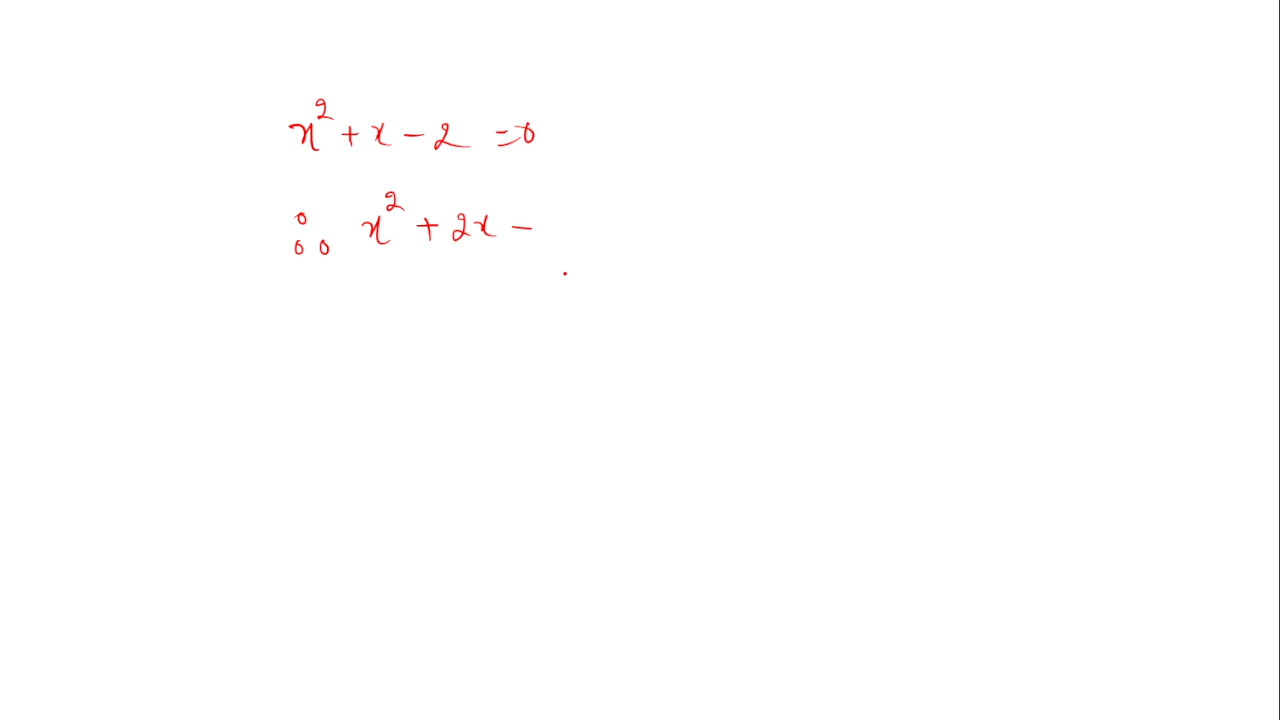 x² + x - 2 = 0
∴ x² + 2x -